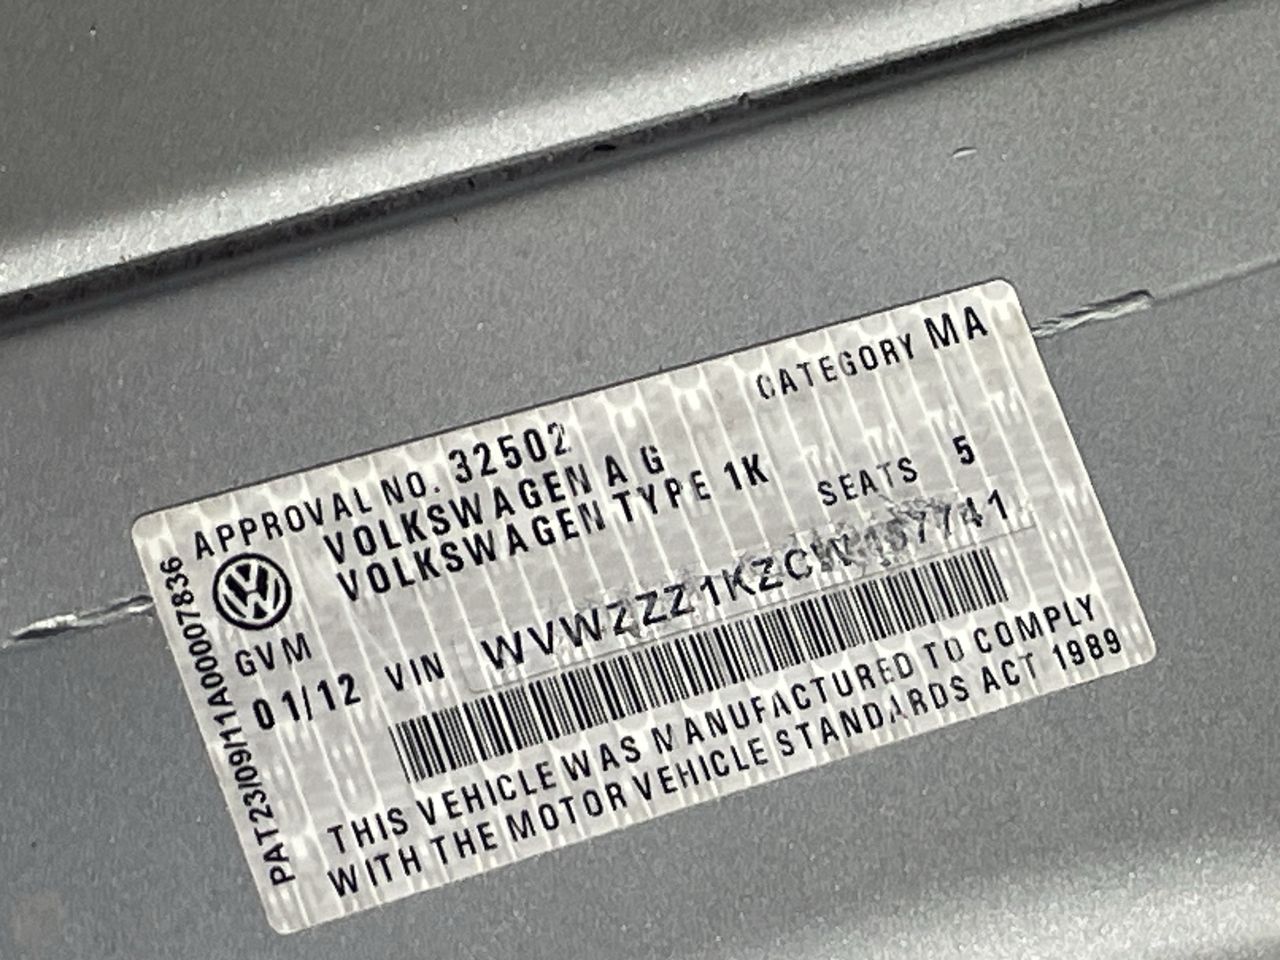 APPROVAL NO. 32502
CATEGORY MA
VOLKSWAGEN A G
VOLKSWAGEN TYPE 1K
SEATS 5
GVM
01/12
VIN
THIS VEHICLE WAS MANUFACTURED TO COMPLY
WITH THE MOTOR VEHICLE STANDARDS ACT 1989
PAT23/09/11A0000007836